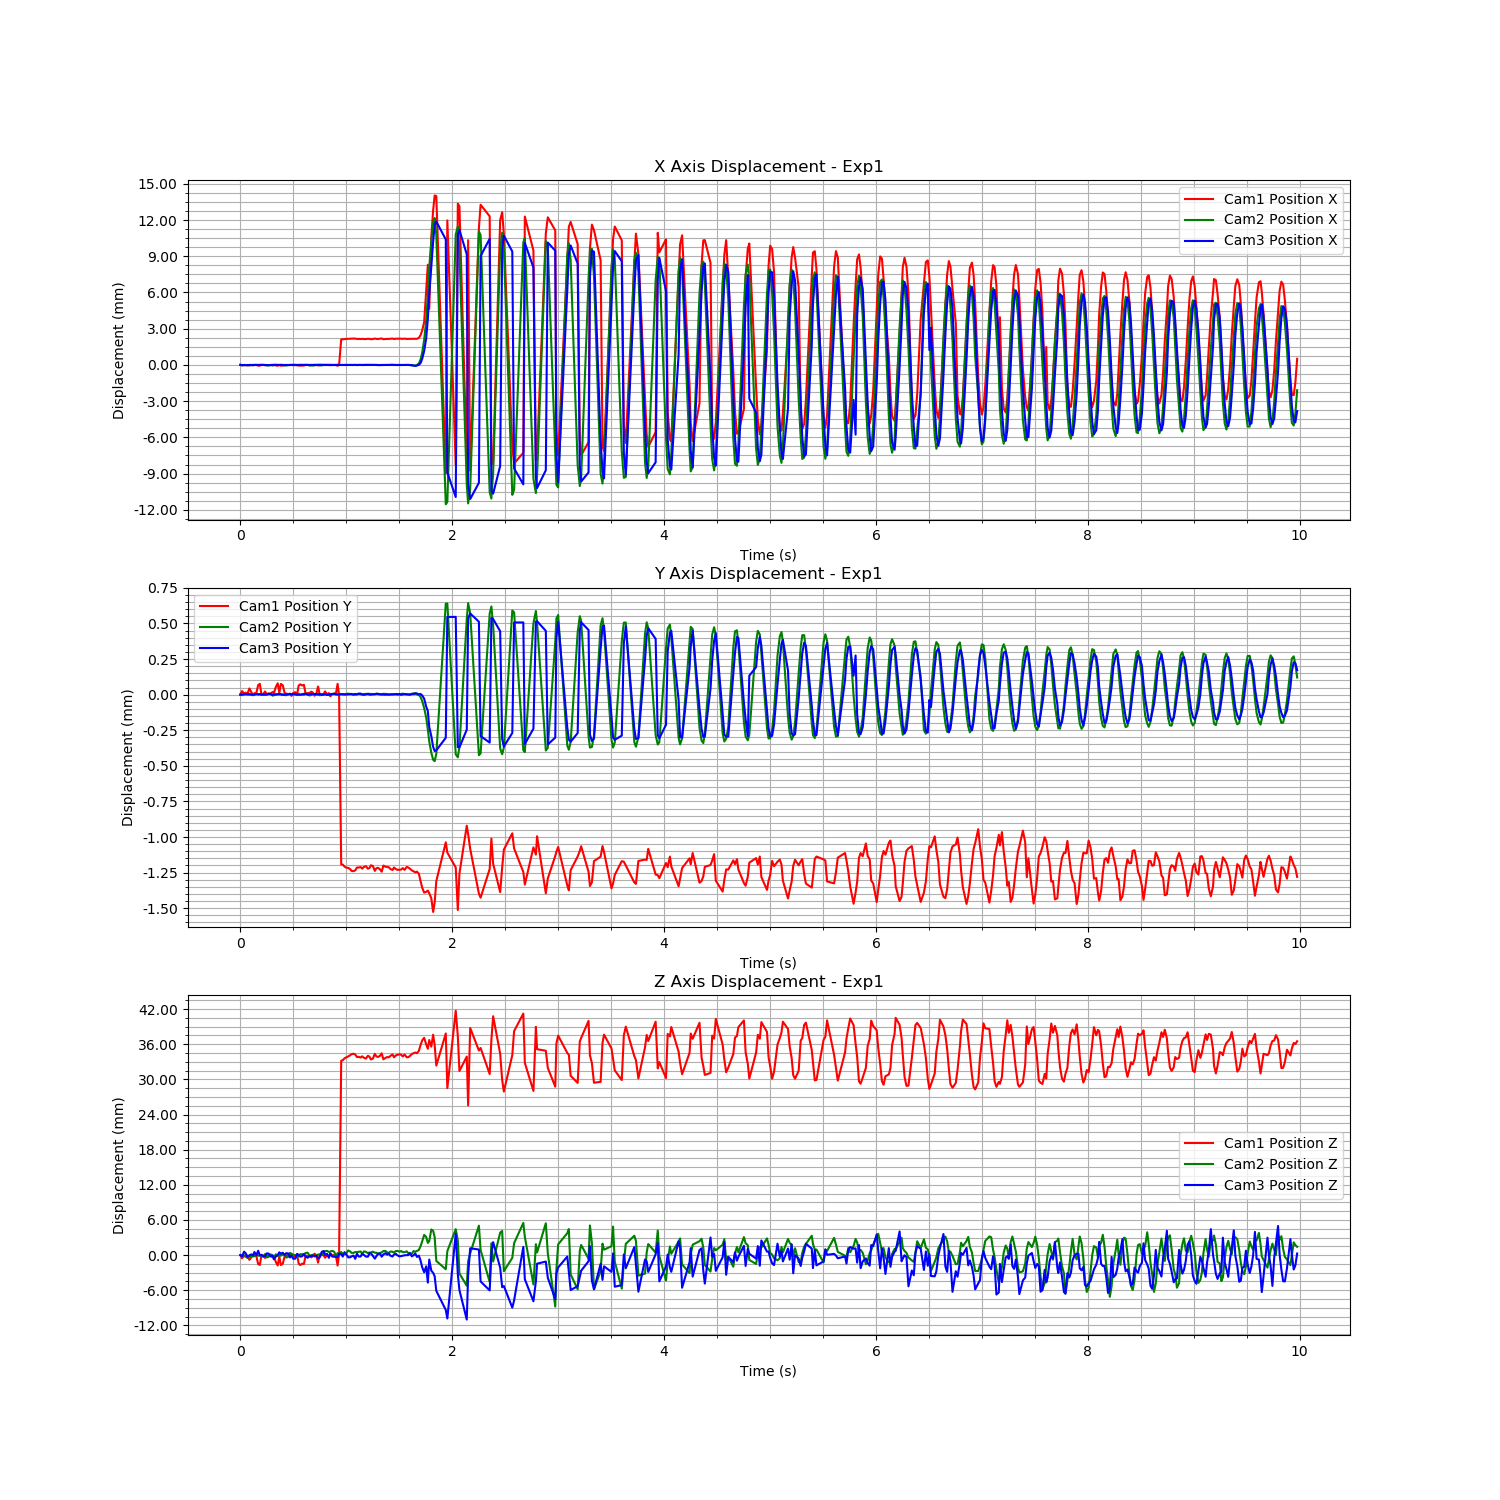 X Axis Displacement - Exp1
Displacement (mm)
15.00
12.00
9.00
6.00
3.00
0.00
-3.00
-6.00
-9.00
-12.00
Cam1 Position X
Cam2 Position X
Cam3 Position X
0 2 4 6 8 10
Time (s)
Y Axis Displacement - Exp1
Displacement (mm)
0.75
0.50
0.25
0.00
-0.25
-0.50
-0.75
-1.00
-1.25
-1.50
Cam1 Position Y
Cam2 Position Y
Cam3 Position Y
0 2 4 6 8 10
Time (s)
Z Axis Displacement - Exp1
Displacement (mm)
42.00
36.00
30.00
24.00
18.00
12.00
6.00
0.00
-6.00
-12.00
Cam1 Position Z
Cam2 Position Z
Cam3 Position Z
0 2 4 6 8 10
Time (s)